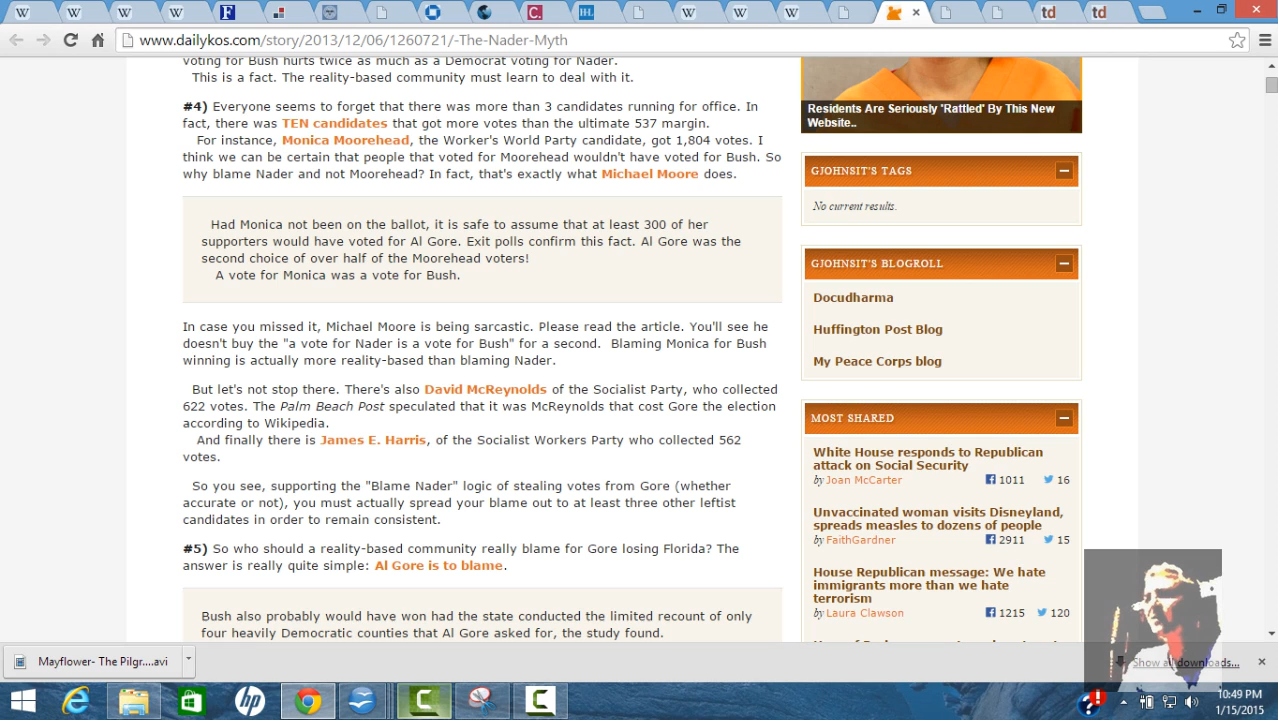 www.dailykos.com/story/2013/12/06/1260721/-The-Nader-Myth
voting for Bush hurts twice as much as a Democrat voting for Nader.
This is a fact. The reality-based community must learn to deal with it.
#4) Everyone seems to forget that there was more than 3 candidates running for office. In
fact, there was TEN candidates that got more votes than the ultimate 537 margin.
For instance, Monica Moorehead, the Worker's World Party candidate, got 1,804 votes. I
think we can be certain that people that voted for Moorehead wouldn't have voted for Bush. So
why blame Nader and not Moorehead? In fact, that's exactly what Michael Moore does.
Had Monica not been on the ballot, it is safe to assume that at least 300 of her
supporters would have voted for Al Gore. Exit polls confirm this fact. Al Gore was the
second choice of over half of the Moorehead voters!
A vote for Monica was a vote for Bush.
In case you missed it, Michael Moore is being sarcastic. Please read the article. You'll see he
doesn't buy the "a vote for Nader is a vote for Bush" for a second. Blaming Monica for Bush
winning is actually more reality-based than blaming Nader.
But let's not stop there. There's also David McReynolds of the Socialist Party, who collected
622 votes. The Palm Beach Post speculated that it was McReynolds that cost Gore the election
according to Wikipedia.
And finally there is James E. Harris, of the Socialist Workers Party who collected 562
votes.
So you see, supporting the "Blame Nader" logic of stealing votes from Gore (whether
accurate or not), you must actually spread your blame out to at least three other leftist
candidates in order to remain consistent.
#5) So who should a reality-based community really blame for Gore losing Florida? The
answer is really quite simple: Al Gore is to blame.
Bush also probably would have won had the state conducted the limited recount of only
four heavily Democratic counties that Al Gore asked for, the study found.
Residents Are Seriously 'Rattled' By This New
Website..
GJOHNSIT'S TAGS
No current results.
GJOHNSIT'S BLOGROLL
Docudharma
Huffington Post Blog
My Peace Corps blog
MOST SHARED
White House responds to Republican
attack on Social Security
by Joan McCarter 1011 16
Unvaccinated woman visits Disneyland,
spreads measles to dozens of people
by FaithGardner 2911 15
House Republican message: We hate
immigrants more than we hate
terrorism
by Laura Clawson 1215 120
Mayflower- The Pilgr....avi
Show all downloads...
10:49 PM
1/15/2015